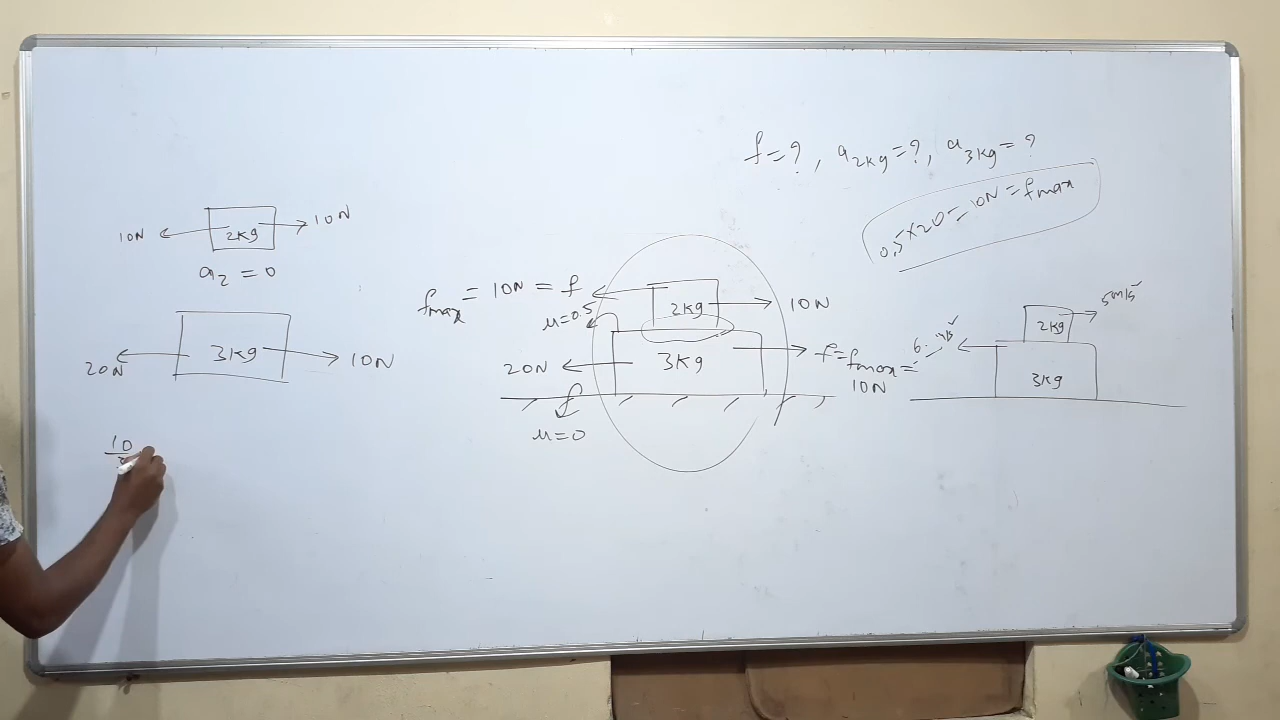 f=?, a2kg=?, a3kg=?
0.5×20=10N=fmax
10N 2kg 10N
a2=0
20N 3kg 10N
10
fmax=10N=f 2kg 10N
μ=0.5
20N 3kg f=fmax=
10N
f
μ=0
5m/s²
2kg
3kg